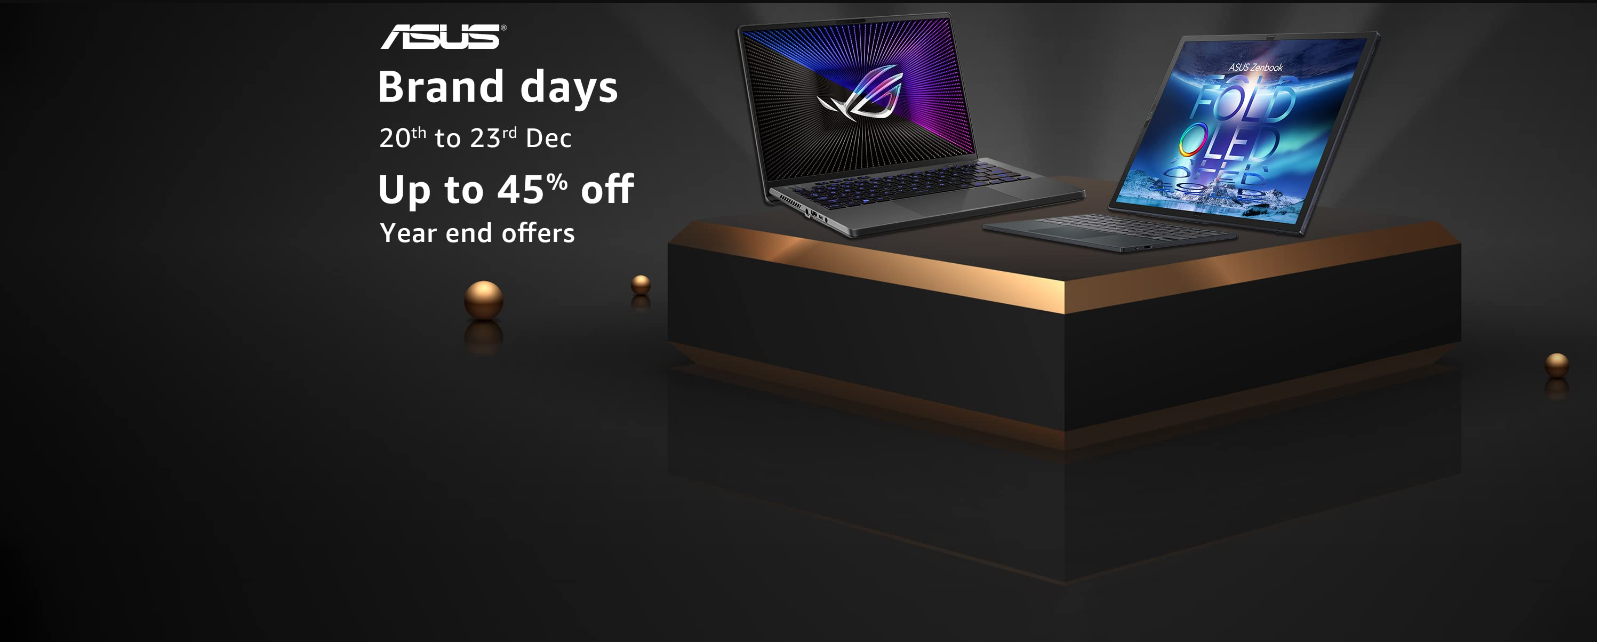 ASUS®
Brand days
20th to 23rd Dec
Up to 45% off
Year end offers
ASUS Zenbook
FOLD
OLED